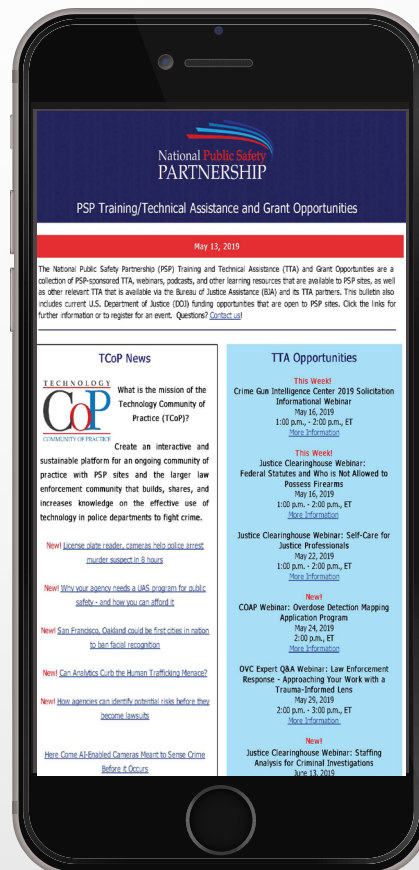 National Public Safety
PARTNERSHIP
PSP Training/Technical Assistance and Grant Opportunities
May 13, 2019
The National Public Safety Partnership (PSP) Training and Technical Assistance (TTA) and Grant Opportunities are a
collection of PSP-sponsored TTA, webinars, podcasts, and other learning resources that are available to PSP sites, as well
as other relevant TTA that is available via the Bureau of Justice Assistance (BJA) and its TTA partners. This bulletin also
includes current U.S. Department of Justice (DOJ) funding opportunities that are open to PSP sites. Click the links for
further information or to register for an event. Questions? Contact us!
TCoP News
TECHNOLOGY
CoP
COMMUNITY OF PRACTICE
What is the mission of the
Technology Community of
Practice (TCoP)?
Create an interactive and
sustainable platform for an ongoing community of
practice with PSP sites and the larger law
enforcement community that builds, shares, and
increases knowledge on the effective use of
technology in police departments to fight crime.
New! License plate reader, cameras help police arrest
murder suspect in 8 hours
New! Why your agency needs a UAS program for public
safety - and how you can afford it
New! San Francisco, Oakland could be first cities in nation
to ban facial recognition
New! Can Analytics Curb the Human Trafficking Menace?
New! How agencies can identify potential risks before they
become lawsuits
Here Come AI-Enabled Cameras Meant to Sense Crime
Before it Occurs
TTA Opportunities
This Week!
Crime Gun Intelligence Center 2019 Solicitation
Informational Webinar
May 16, 2019
1:00 p.m., - 2:00 p.m., ET
More Information
This Week!
Justice Clearinghouse Webinar:
Federal Statutes and Who is Not Allowed to
Possess Firearms
May 16, 2019
1:00 p.m. - 2:00 p.m., ET
More Information
Justice Clearinghouse Webinar: Self-Care for
Justice Professionals
May 22, 2019
1:00 p.m. - 2:00 p.m., ET
More Information
New!
COAP Webinar: Overdose Detection Mapping
Application Program
May 24, 2019
2:00 p.m., ET
More Information
OVC Expert Q&A Webinar: Law Enforcement
Response - Approaching Your Work with a
Trauma-Informed Lens
May 29, 2019
2:00 p.m. - 3:00 p.m., ET
More Information
New!
Justice Clearinghouse Webinar: Staffing
Analysis for Criminal Investigations
June 13, 2019